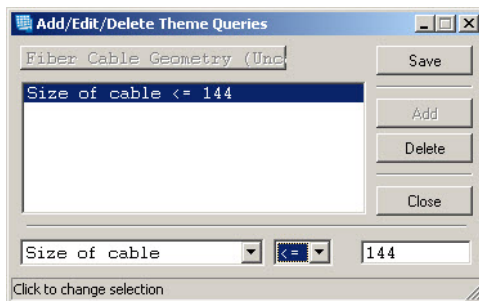 Add/Edit/Delete Theme Queries
Fiber Cable Geometry (Unc
Save
Size of cable <= 144
Add
Delete
Close
Size of cable
<=
144
Click to change selection